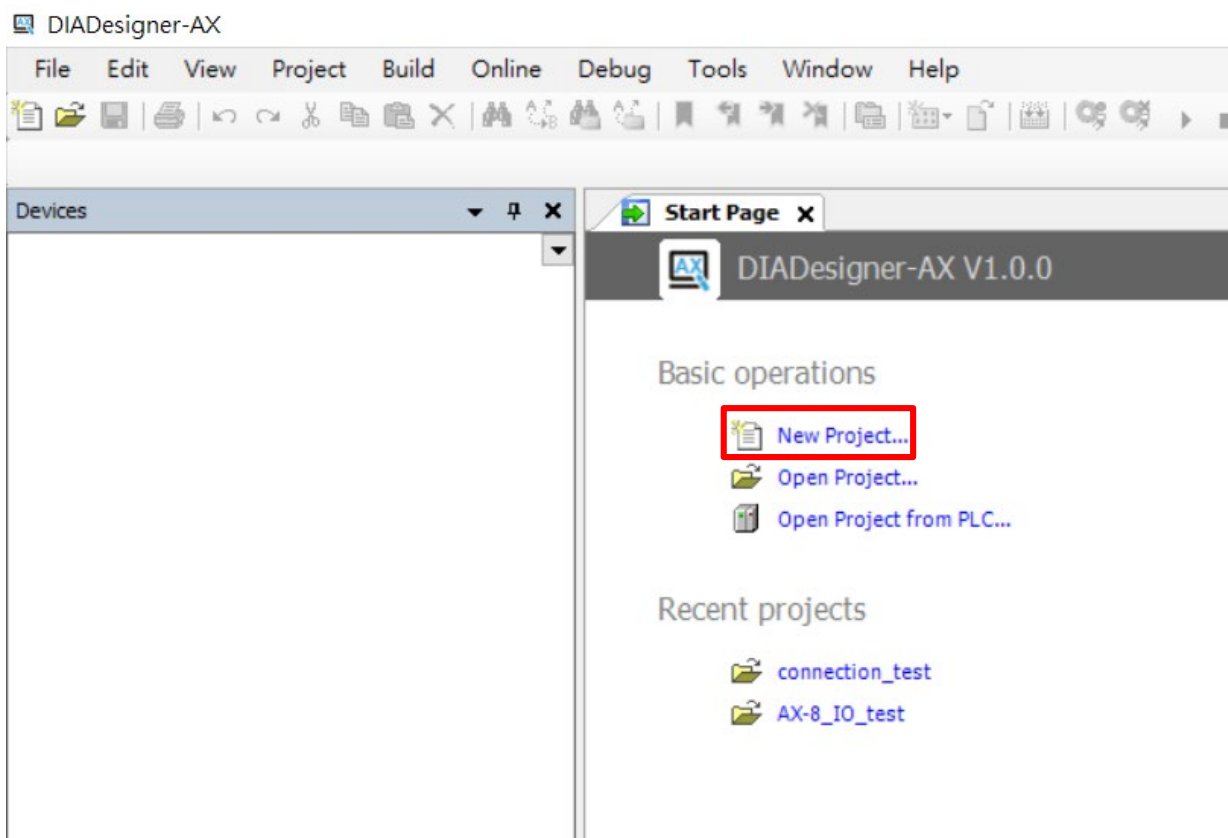 DIADesigner-AX
File Edit View Project Build Online Debug Tools Window Help
Devices
Start Page
DIADesigner-AX V1.0.0
Basic operations
New Project...
Open Project...
Open Project from PLC...
Recent projects
connection_test
AX-8_IO_test